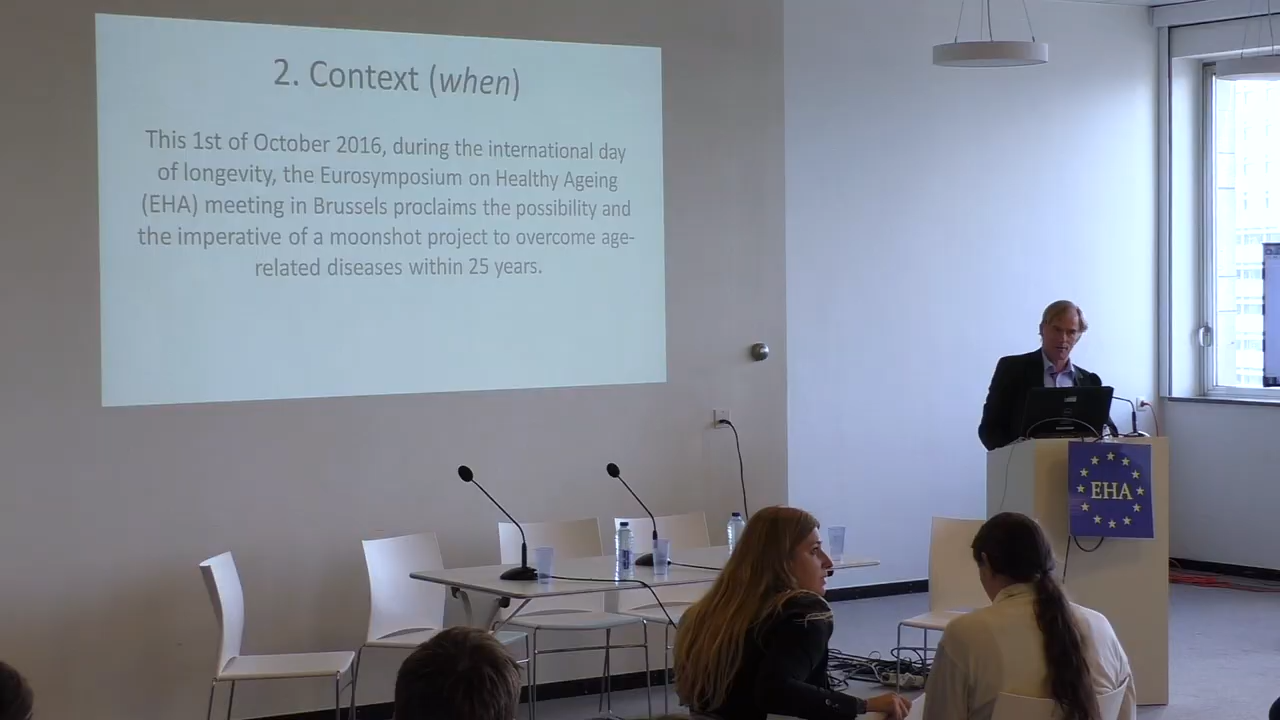 2. Context (when)
This 1st of October 2016, during the international day
of longevity, the Eurosymposium on Healthy Ageing
(EHA) meeting in Brussels proclaims the possibility and
the imperative of a moonshot project to overcome age-
related diseases within 25 years.
EHA